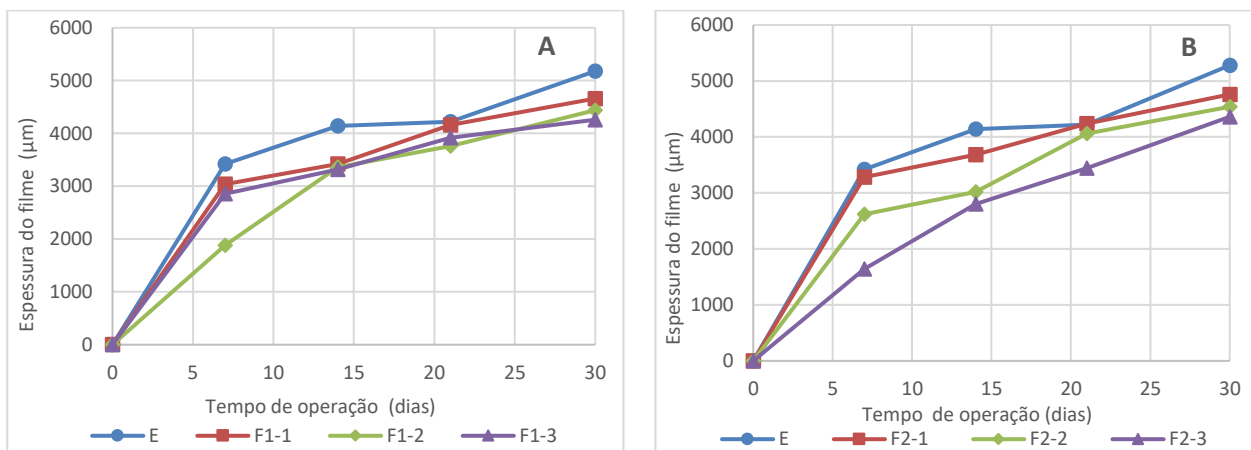 A
Espessura do filme (µm)
6000
5000
4000
3000
2000
1000
0
0 5 10 15 20 25 30
Tempo de operação (dias)
E F1-1 F1-2 F1-3
B
Espessura do filme (µm)
6000
5000
4000
3000
2000
1000
0
0 5 10 15 20 25 30
Tempo de operação (dias)
E F2-1 F2-2 F2-3